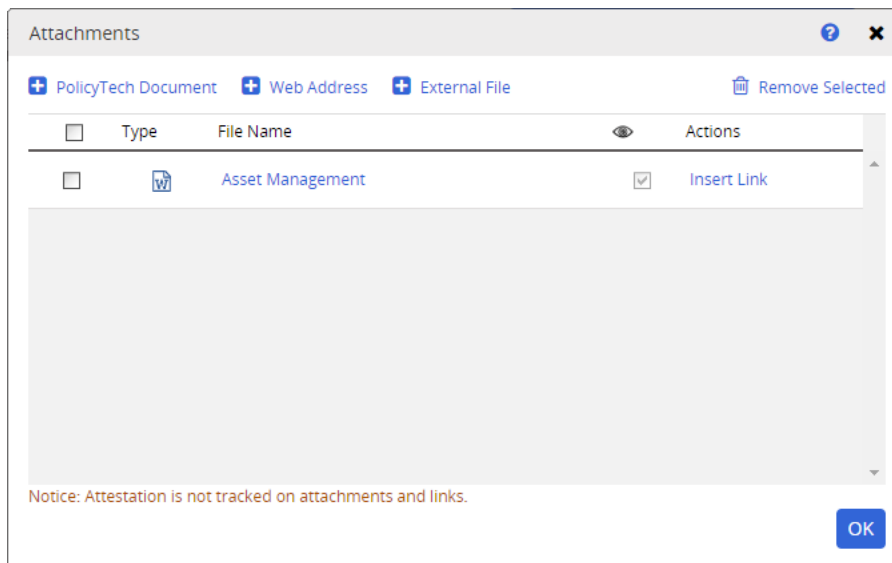 Attachments
PolicyTech Document Web Address External File Remove Selected
Type File Name Actions
Asset Management Insert Link
Notice: Attestation is not tracked on attachments and links.
OK